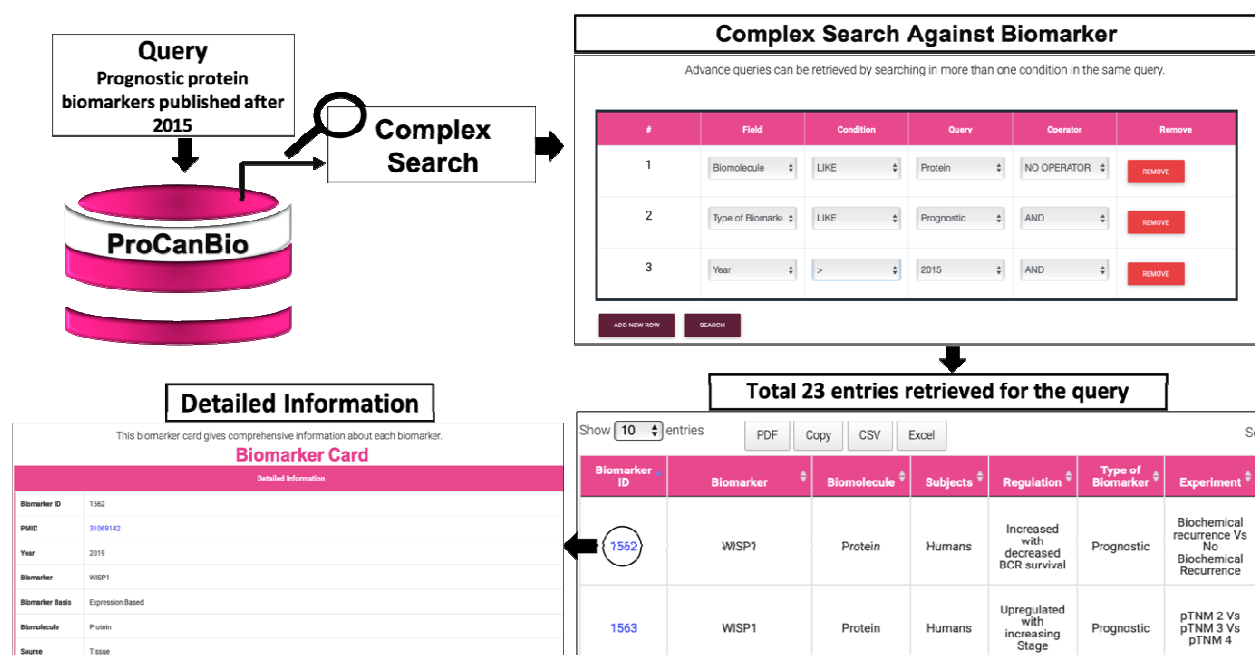 Query
Prognostic protein
biomarkers published after
2015
ProCanBio
Complex
Search
Complex Search Against Biomarker
Advance queries can be retrieved by searching in more than one condition in the same query.
# Field Condition Query Operator Remove
1 Biomolecule LIKE Protein NO OPERATOR REMOVE
2 Type of Biomarke LIKE Prognostic AND REMOVE
3 Year > 2015 AND REMOVE
ADD NEW ROW SEARCH
Total 23 entries retrieved for the query
Show 10 entries PDF Copy CSV Excel
Biomarker
ID
Biomarker
Biomolecule
Subjects
Regulation
Type of
Biomarker
Experiment
1562
WISP1
Protein
Humans
Increased
with
decreased
BCR survival
Prognostic
Biochemical
recurrence Vs
No
Biochemical
Recurrence
1563
WISP1
Protein
Humans
Upregulated
with
increasing
Stage
Prognostic
pTNM 2 Vs
pTNM 3 Vs
pTNM 4
Detailed Information
This biomarker card gives comprehensive information about each biomarker.
Biomarker Card
Detailed Information
Biomarker ID 1562
PMID 31069142
Year 2019
Biomarker WISP1
Biomarker Basis Expression Based
Biomolecule Protein
Source Tissue